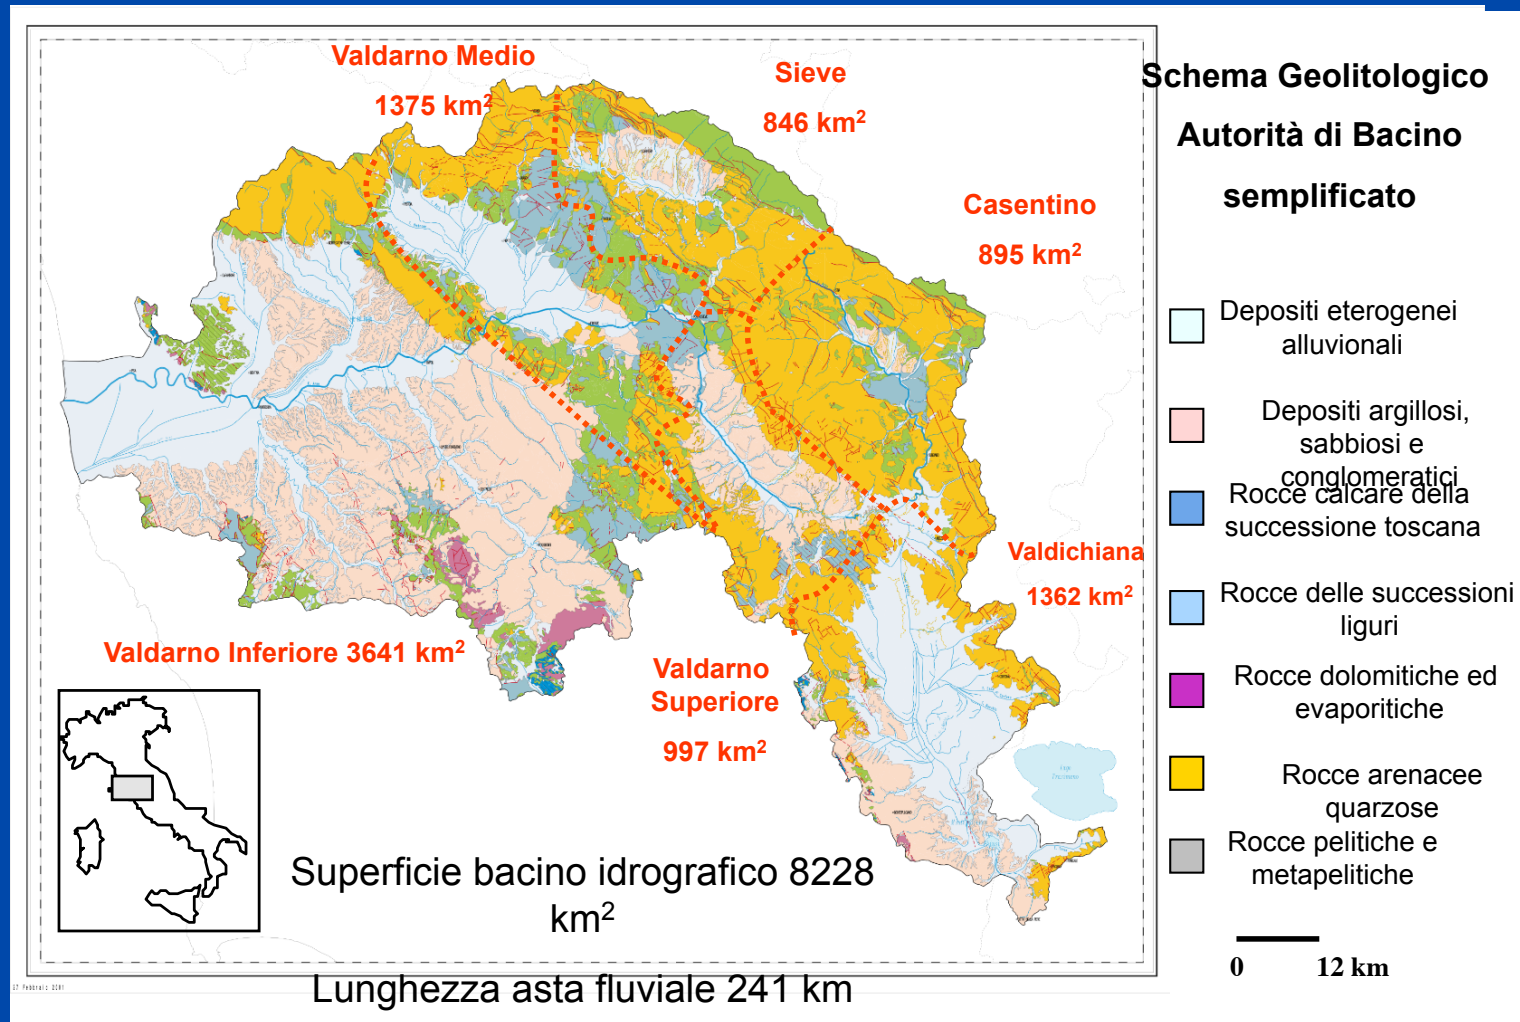 Valdarno Medio
1375 km²
Sieve
846 km²
Casentino
895 km²
Valdichiana
1362 km²
Valdarno Inferiore 3641 km²
Valdarno
Superiore
997 km²
Superficie bacino idrografico 8228
km²
Lunghezza asta fluviale 241 km
27 Febbraio 2001
Schema Geolitologico
Autorità di Bacino
semplificato
Depositi eterogenei
alluvionali
Depositi argillosi,
sabbiosi e
conglomeratici
Rocce calcare della
successione toscana
Rocce delle successioni
liguri
Rocce dolomitiche ed
evaporitiche
Rocce arenacee
quarzose
Rocce pelitiche e
metapelitiche
0 12 km